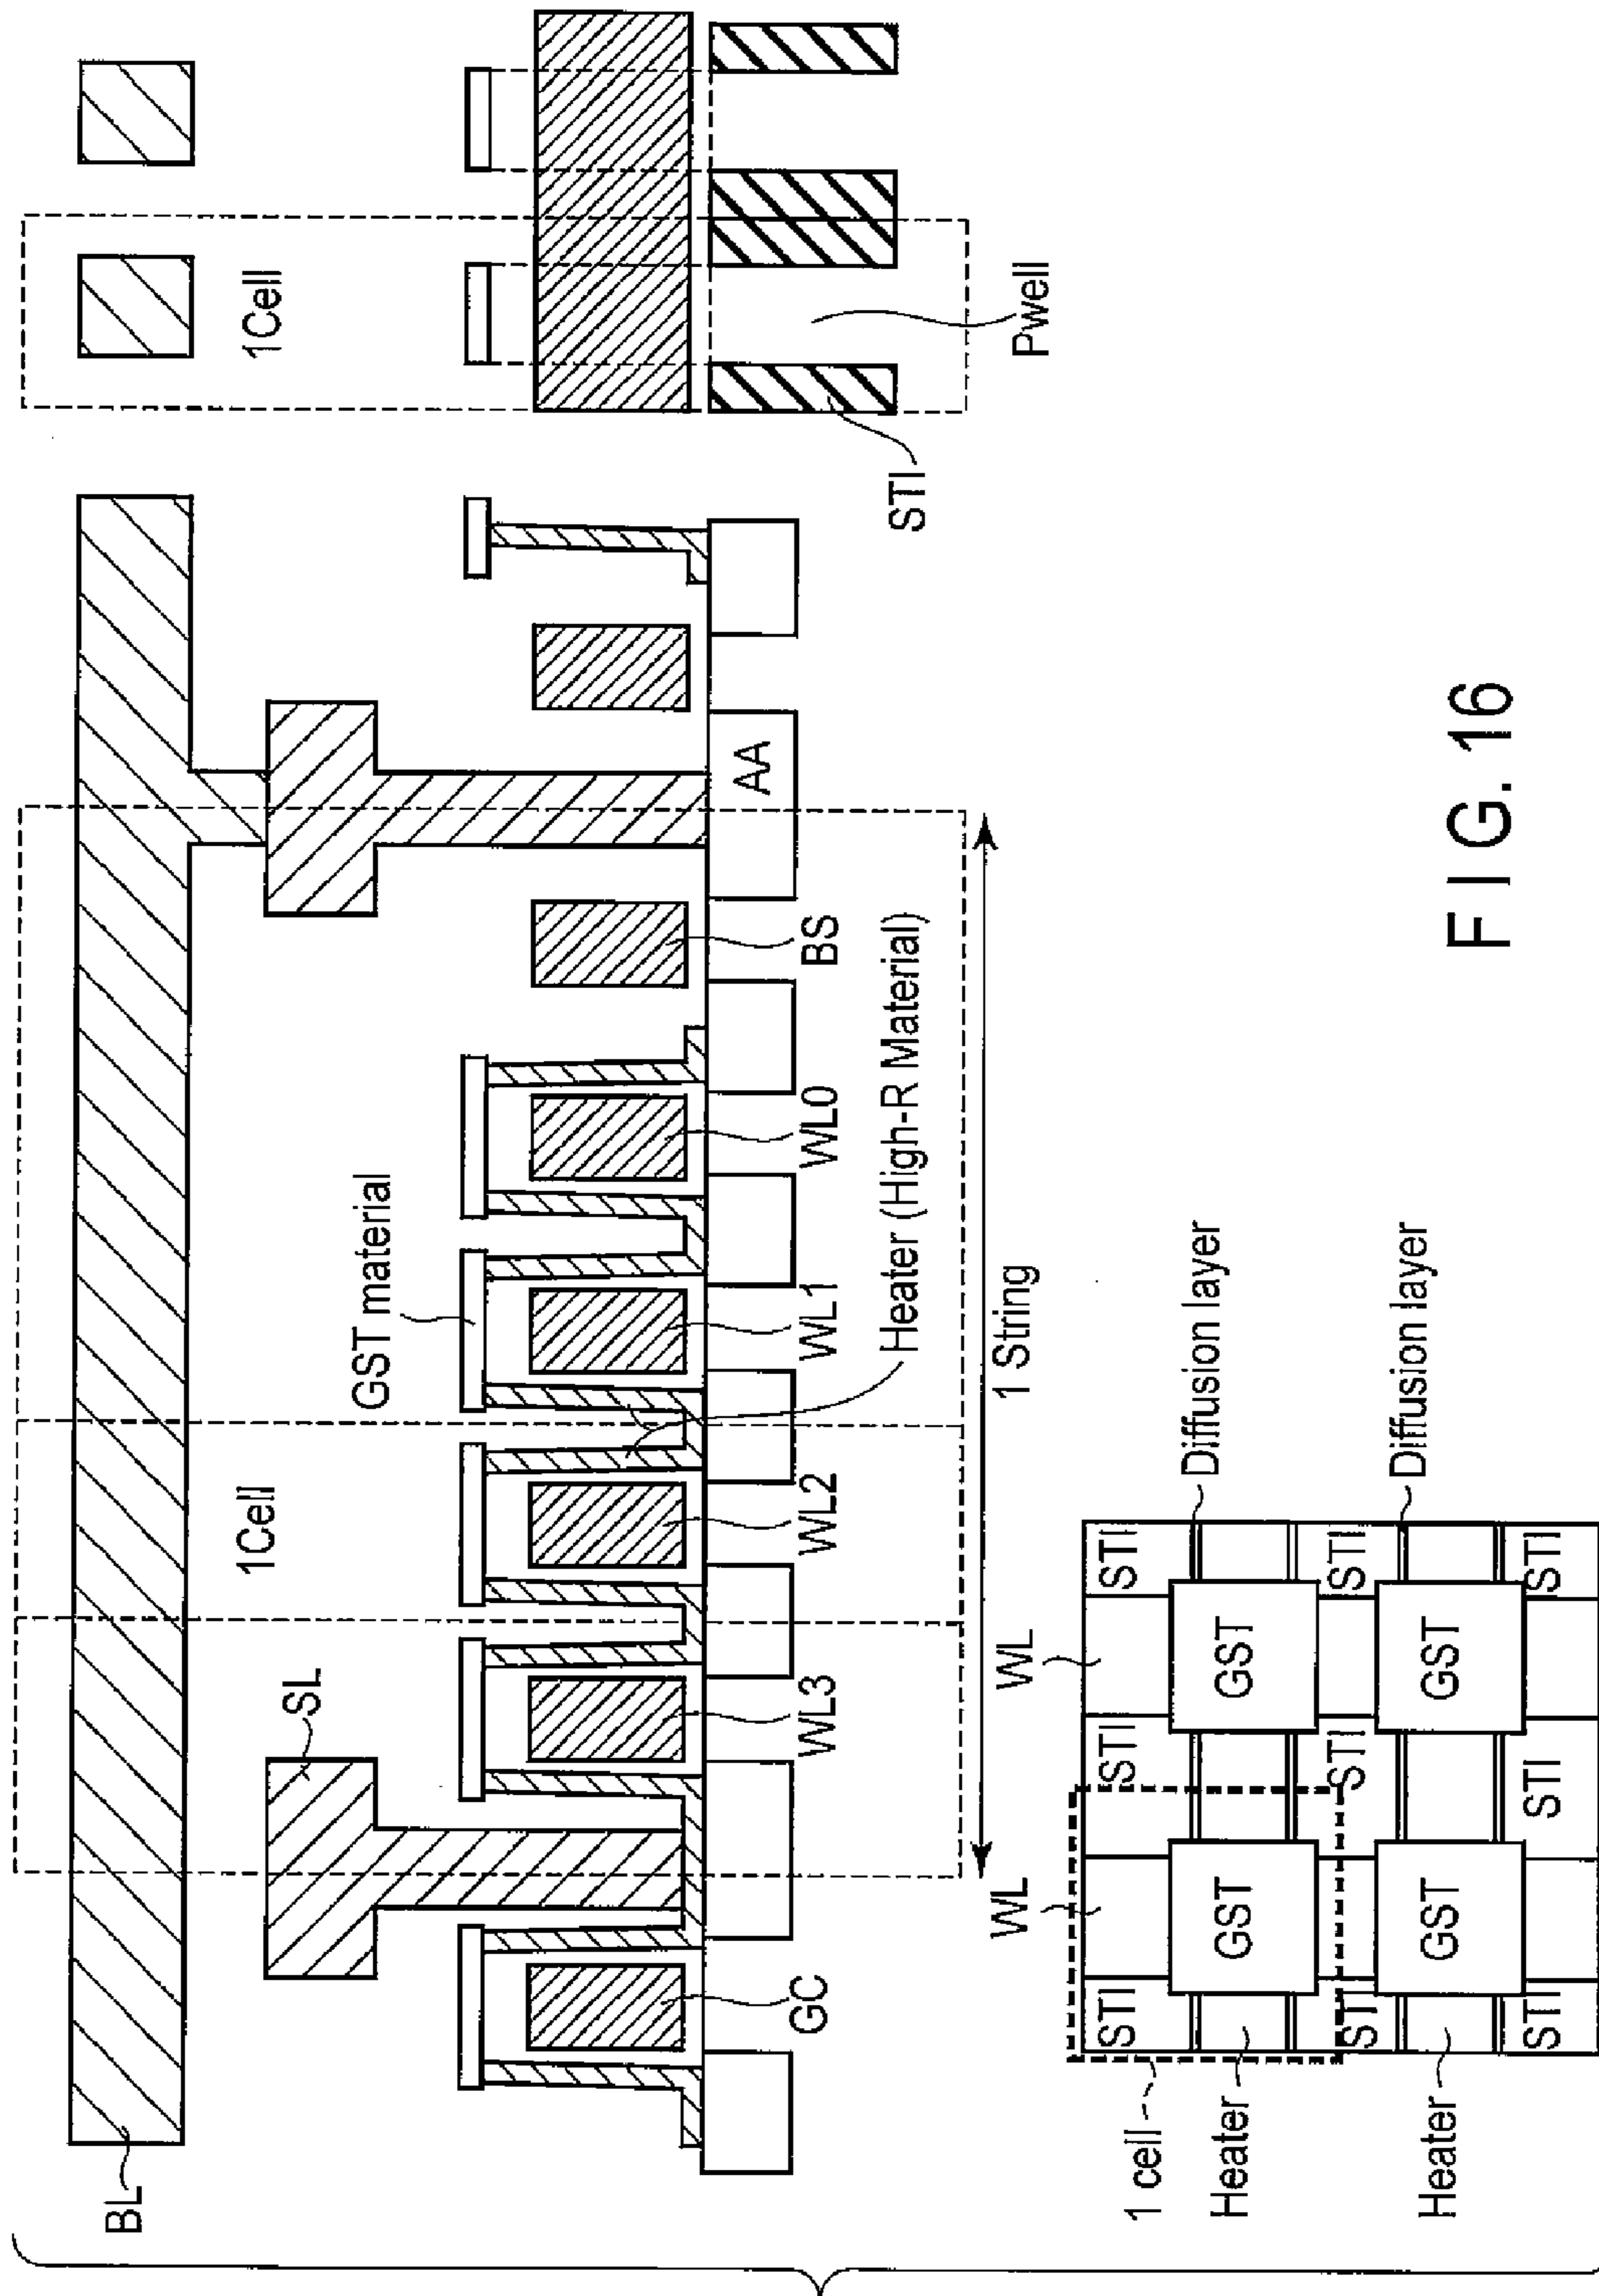 BL
SL
1Cell
GST material
1Cell
GC
WL3
WL2
WL1
WL0
BS
AA
Heater (High-R Material)
1 String
STI
Pwell
WL
WL
1 cell
Heater
Heater
STI
STI
STI
GST
GST
STI
STI
STI
GST
GST
STI
STI
STI
Diffusion layer
Diffusion layer
FIG. 16